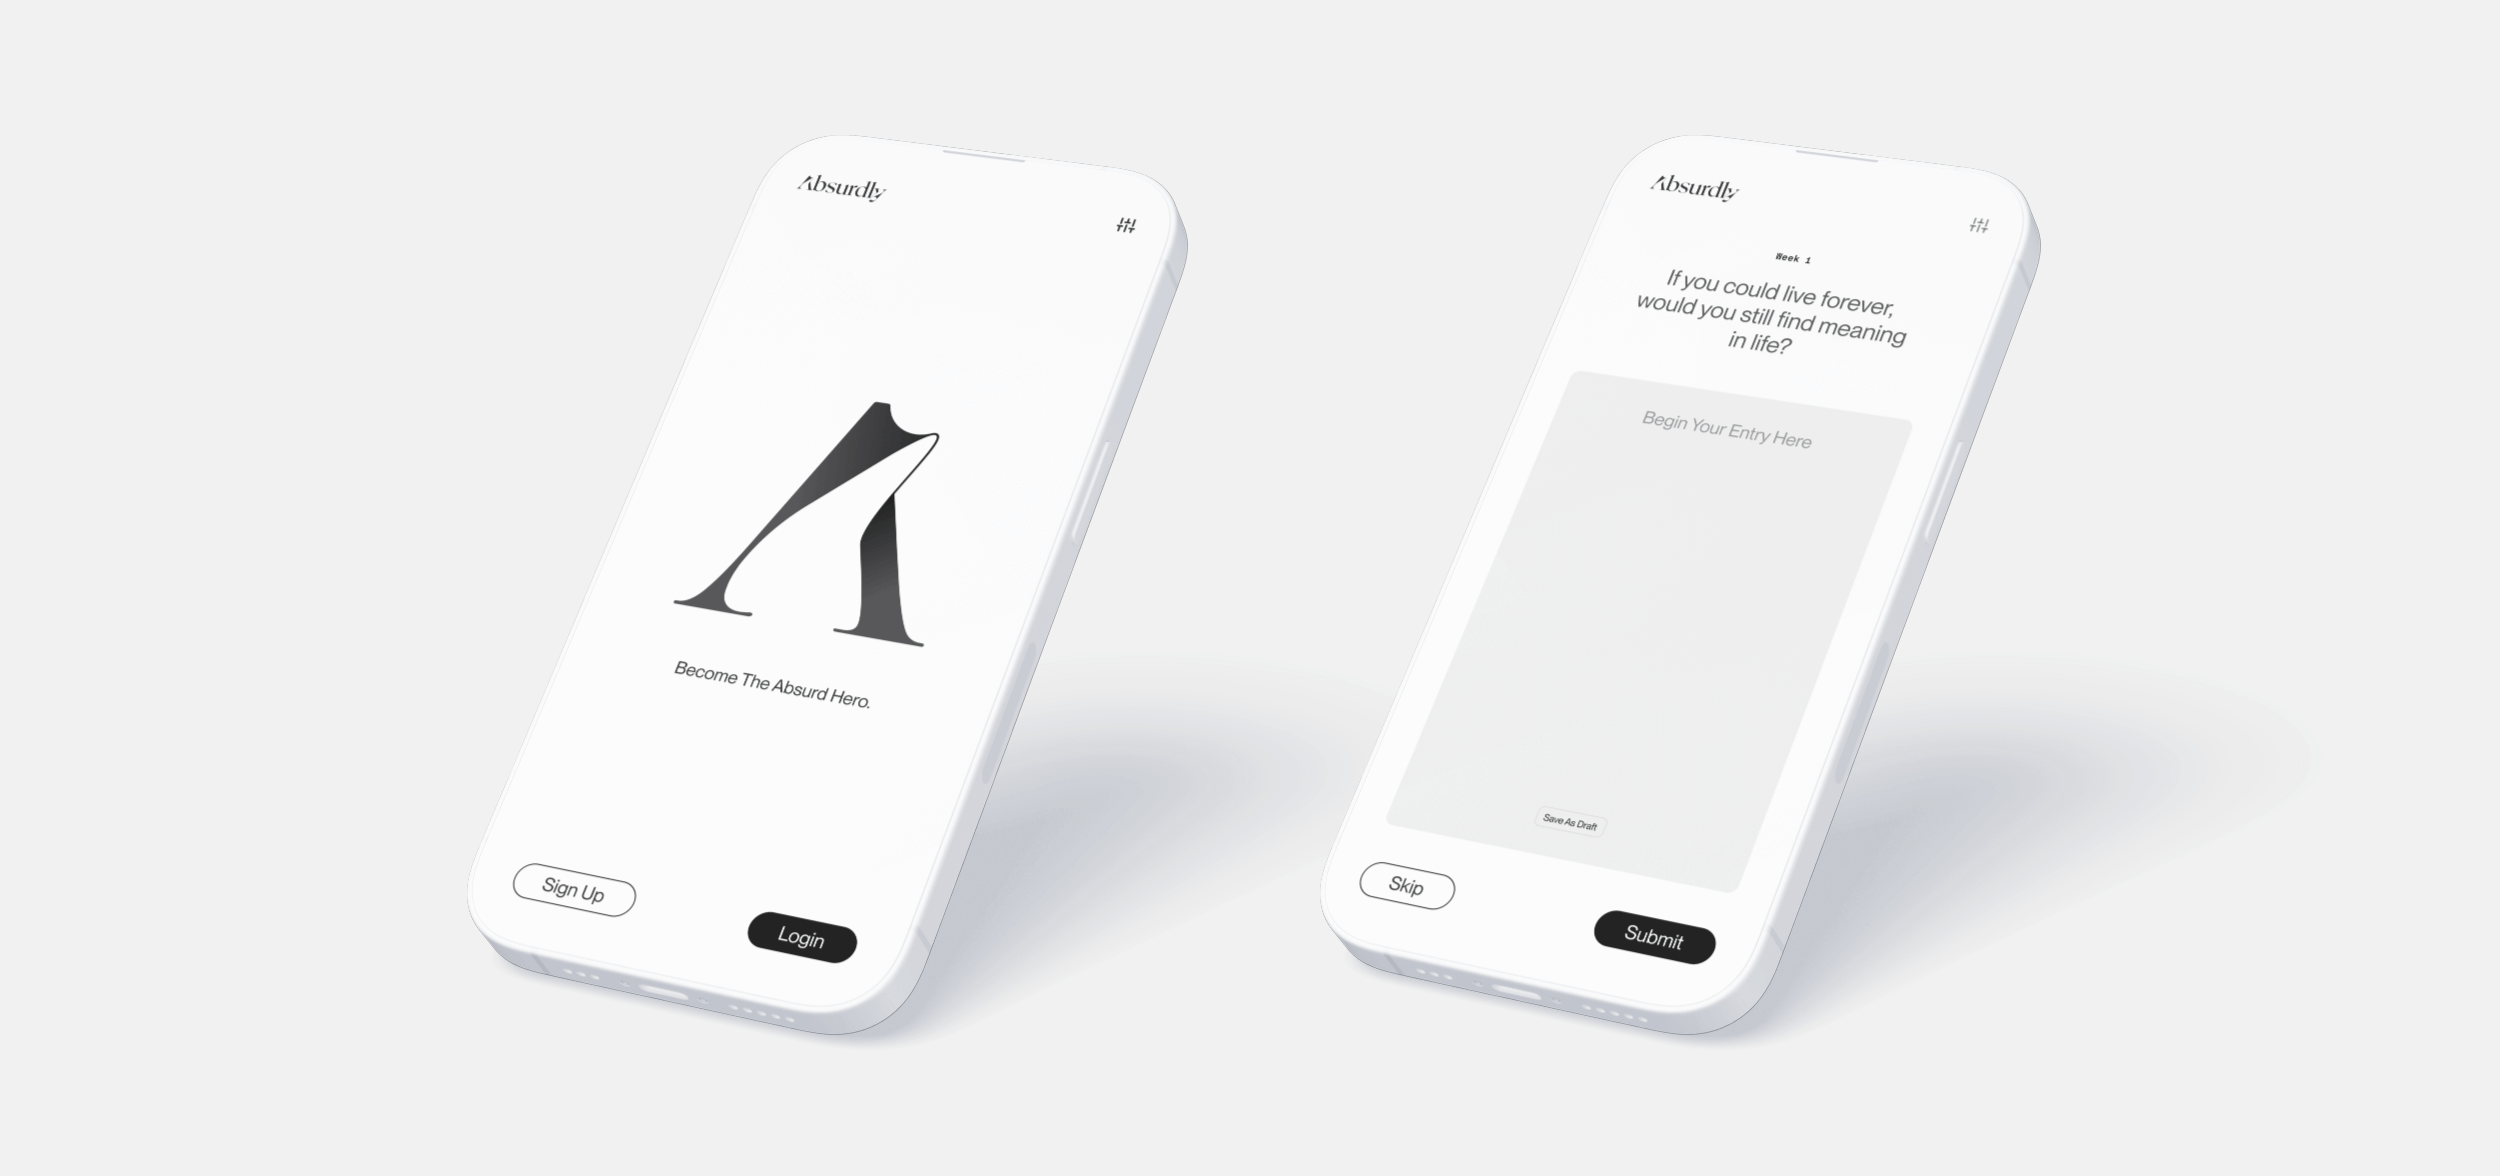 Absurdly
Become The Absurd Hero.
Sign Up
Login
Absurdly
Week 1
If you could live forever,
would you still find meaning
in life?
Begin Your Entry Here
Save As Draft
Skip
Submit